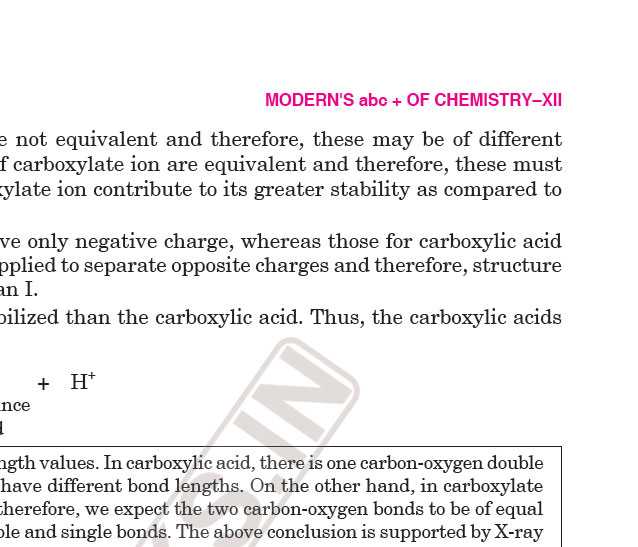 MODERN'S abc + OF CHEMISTRY–XII
e not equivalent and therefore, these may be of different
f carboxylate ion are equivalent and therefore, these must
xylate ion contribute to its greater stability as compared to
ve only negative charge, whereas those for carboxylic acid
pplied to separate opposite charges and therefore, structure
an I.
bilized than the carboxylic acid. Thus, the carboxylic acids
+ H⁺
nce
d
ngth values. In carboxylic acid, there is one carbon-oxygen double
have different bond lengths. On the other hand, in carboxylate
therefore, we expect the two carbon-oxygen bonds to be of equal
ble and single bonds. The above conclusion is supported by X-ray
KS.IN